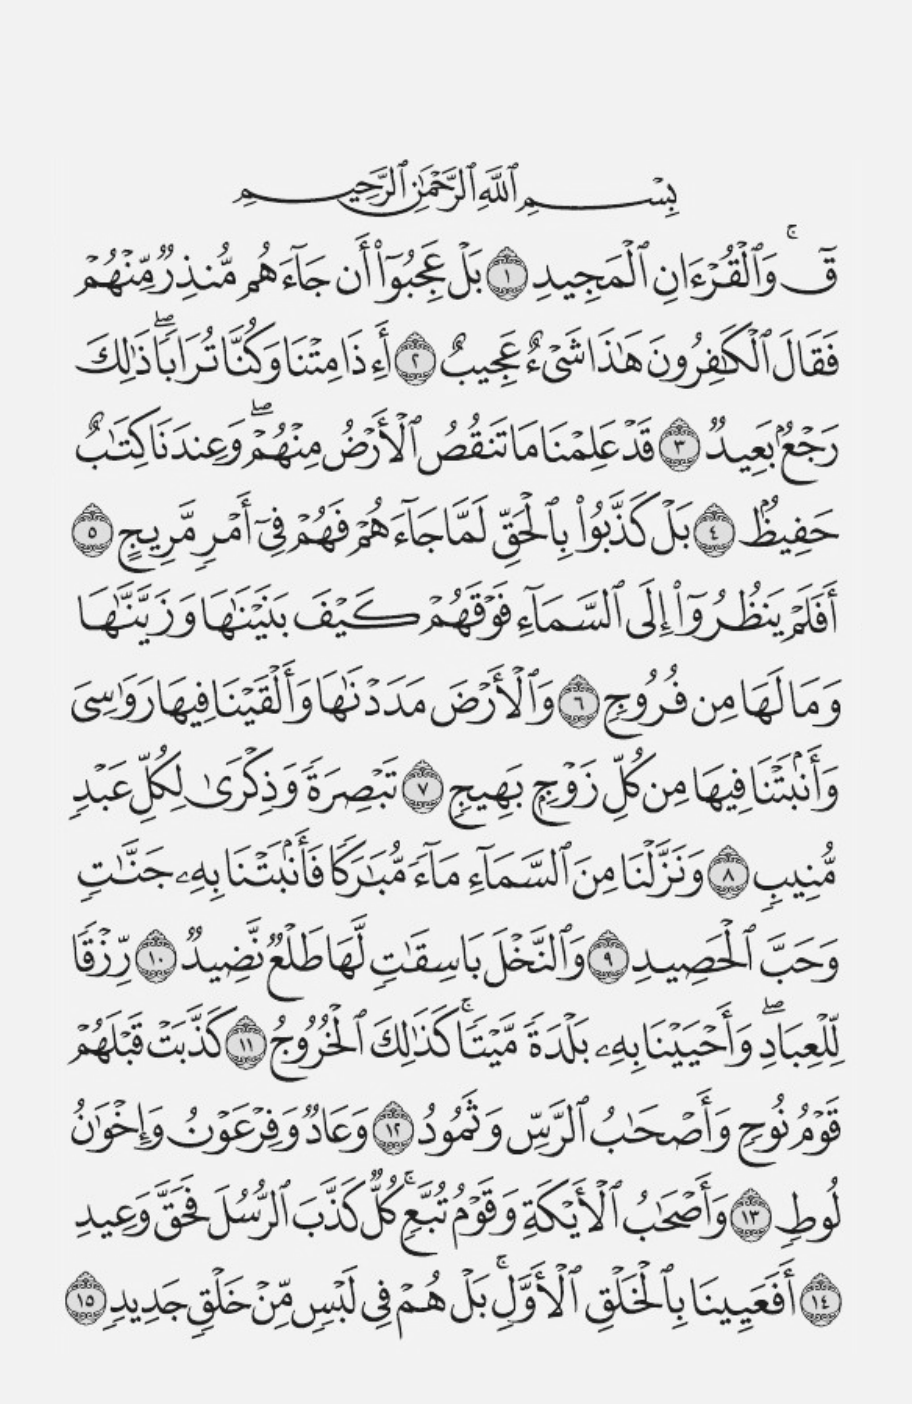 بِسْمِ ٱللَّهِ ٱلرَّحْمَٰنِ ٱلرَّحِيمِ
قٓۚ وَٱلْقُرْءَانِ ٱلْمَجِيدِ ١ بَلْ عَجِبُوٓا۟ أَن جَآءَهُم مُّنذِرٌ مِّنْهُمْ
فَقَالَ ٱلْكَٰفِرُونَ هَٰذَا شَىْءٌ عَجِيبٌ ٢ أَءِذَا مِتْنَا وَكُنَّا تُرَابًاۖ ذَٰلِكَ
رَجْعٌۢ بَعِيدٌ ٣ قَدْ عَلِمْنَا مَا تَنقُصُ ٱلْأَرْضُ مِنْهُمْۖ وَعِندَنَا كِتَٰبٌ
حَفِيظٌۢ ٤ بَلْ كَذَّبُوا۟ بِٱلْحَقِّ لَمَّا جَآءَهُمْ فَهُمْ فِىٓ أَمْرٍ مَّرِيجٍ ٥
أَفَلَمْ يَنظُرُوٓا۟ إِلَى ٱلسَّمَآءِ فَوْقَهُمْ كَيْفَ بَنَيْنَٰهَا وَزَيَّنَّٰهَا
وَمَا لَهَا مِن فُرُوجٍ ٦ وَٱلْأَرْضَ مَدَدْنَٰهَا وَأَلْقَيْنَا فِيهَا رَوَٰسِىَ
وَأَنۢبَتْنَا فِيهَا مِن كُلِّ زَوْجٍۭ بَهِيجٍ ٧ تَبْصِرَةً وَذِكْرَىٰ لِكُلِّ عَبْدٍ
مُّنِيبٍ ٨ وَنَزَّلْنَا مِنَ ٱلسَّمَآءِ مَآءً مُّبَٰرَكًا فَأَنۢبَتْنَا بِهِۦ جَنَّٰتٍ
وَحَبَّ ٱلْحَصِيدِ ٩ وَٱلنَّخْلَ بَاسِقَٰتٍ لَّهَا طَلْعٌ نَّضِيدٌ ١٠ رِّزْقًا
لِّلْعِبَادِۖ وَأَحْيَيْنَا بِهِۦ بَلْدَةً مَّيْتًاۚ كَذَٰلِكَ ٱلْخُرُوجُ ١١ كَذَّبَتْ قَبْلَهُمْ
قَوْمُ نُوحٍ وَأَصْحَٰبُ ٱلرَّسِّ وَثَمُودُ ١٢ وَعَادٌ وَفِرْعَوْنُ وَإِخْوَٰنُ
لُوطٍ ١٣ وَأَصْحَٰبُ ٱلْأَيْكَةِ وَقَوْمُ تُبَّعٍۚ كُلٌّ كَذَّبَ ٱلرُّسُلَ فَحَقَّ وَعِيدِ
١٤ أَفَعَيِينَا بِٱلْخَلْقِ ٱلْأَوَّلِۚ بَلْ هُمْ فِى لَبْسٍ مِّنْ خَلْقٍ جَدِيدٍ ١٥